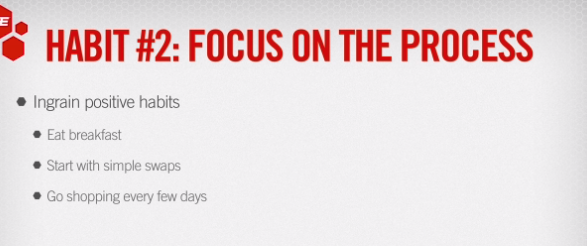 E
HABIT #2: FOCUS ON THE PROCESS
Ingrain positive habits
Eat breakfast
Start with simple swaps
Go shopping every few days